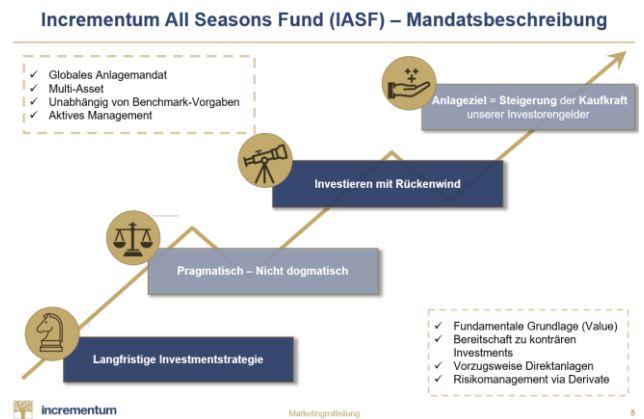 Incrementum All Seasons Fund (IASF) – Mandatsbeschreibung
✓ Globales Anlagemandat
✓ Multi-Asset
✓ Unabhängig von Benchmark-Vorgaben
✓ Aktives Management
Anlageziel = Steigerung der Kaufkraft
unserer Investorengelder
Investieren mit Rückenwind
Pragmatisch – Nicht dogmatisch
Langfristige Investmentstrategie
✓ Fundamentale Grundlage (Value)
✓ Bereitschaft zu konträren
Investments
✓ Vorzugsweise Direktanlagen
✓ Risikomanagement via Derivate
incrementum
Marketingmitteilung
5